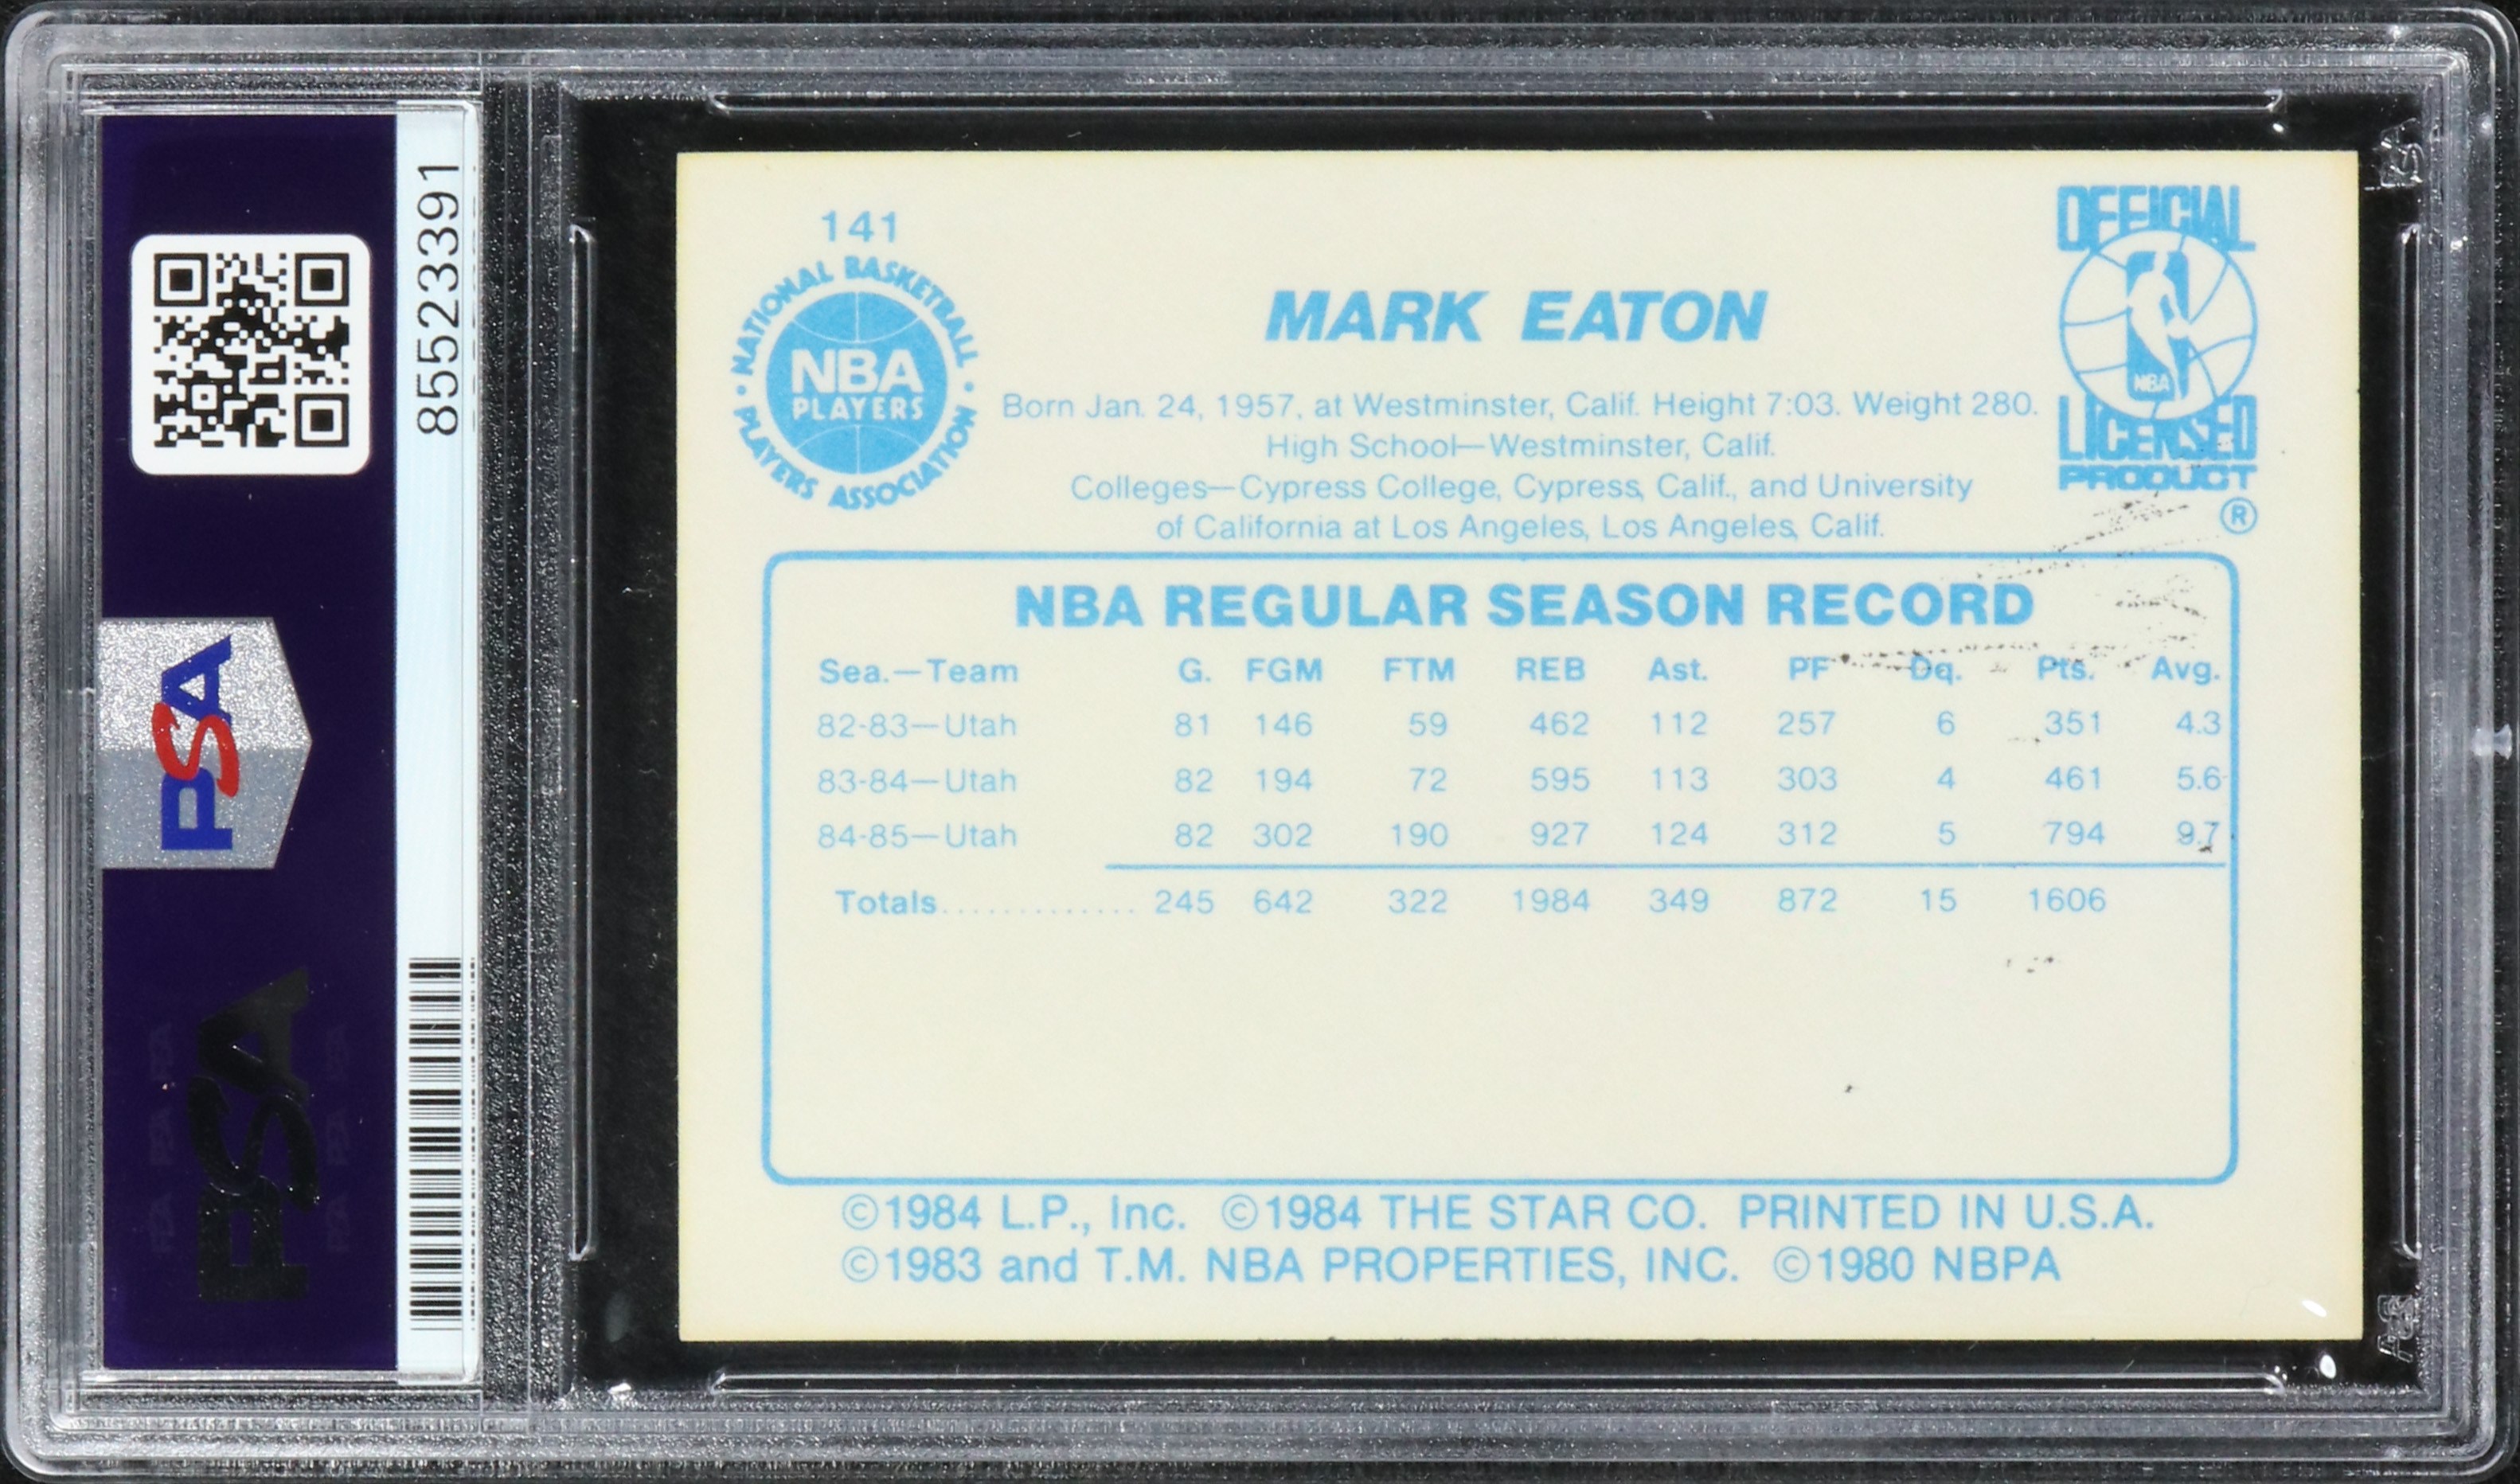 85523391
PSA
PSA
141
NATIONAL BASKETBALL
PLAYERS ASSOCIATION
NBA
PLAYERS
MARK EATON
OFFICIAL
NBA
LICENSED
PRODUCT
®
Born Jan. 24, 1957, at Westminster, Calif. Height 7:03. Weight 280.
High School—Westminster, Calif.
Colleges—Cypress College, Cypress, Calif., and University
of California at Los Angeles, Los Angeles, Calif.
NBA REGULAR SEASON RECORD
Sea.—Team G. FGM FTM REB Ast. PF Dq. Pts. Avg.
82-83—Utah 81 146 59 462 112 257 6 351 4.3
83-84—Utah 82 194 72 595 113 303 4 461 5.6
84-85—Utah 82 302 190 927 124 312 5 794 9.7
Totals............. 245 642 322 1984 349 872 15 1606
©1984 L.P., Inc. ©1984 THE STAR CO. PRINTED IN U.S.A.
©1983 and T.M. NBA PROPERTIES, INC. ©1980 NBPA